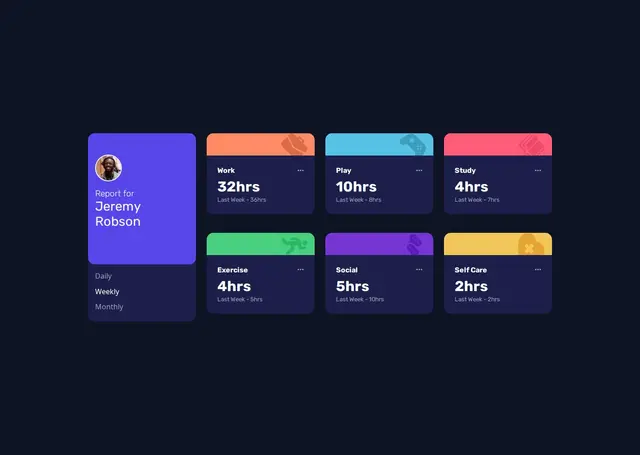 Report for
Jeremy
Robson
Daily
Weekly
Monthly
Work
32hrs
Last Week - 36hrs
Play
10hrs
Last Week - 8hrs
Study
4hrs
Last Week - 7hrs
Exercise
4hrs
Last Week - 5hrs
Social
5hrs
Last Week - 10hrs
Self Care
2hrs
Last Week - 2hrs